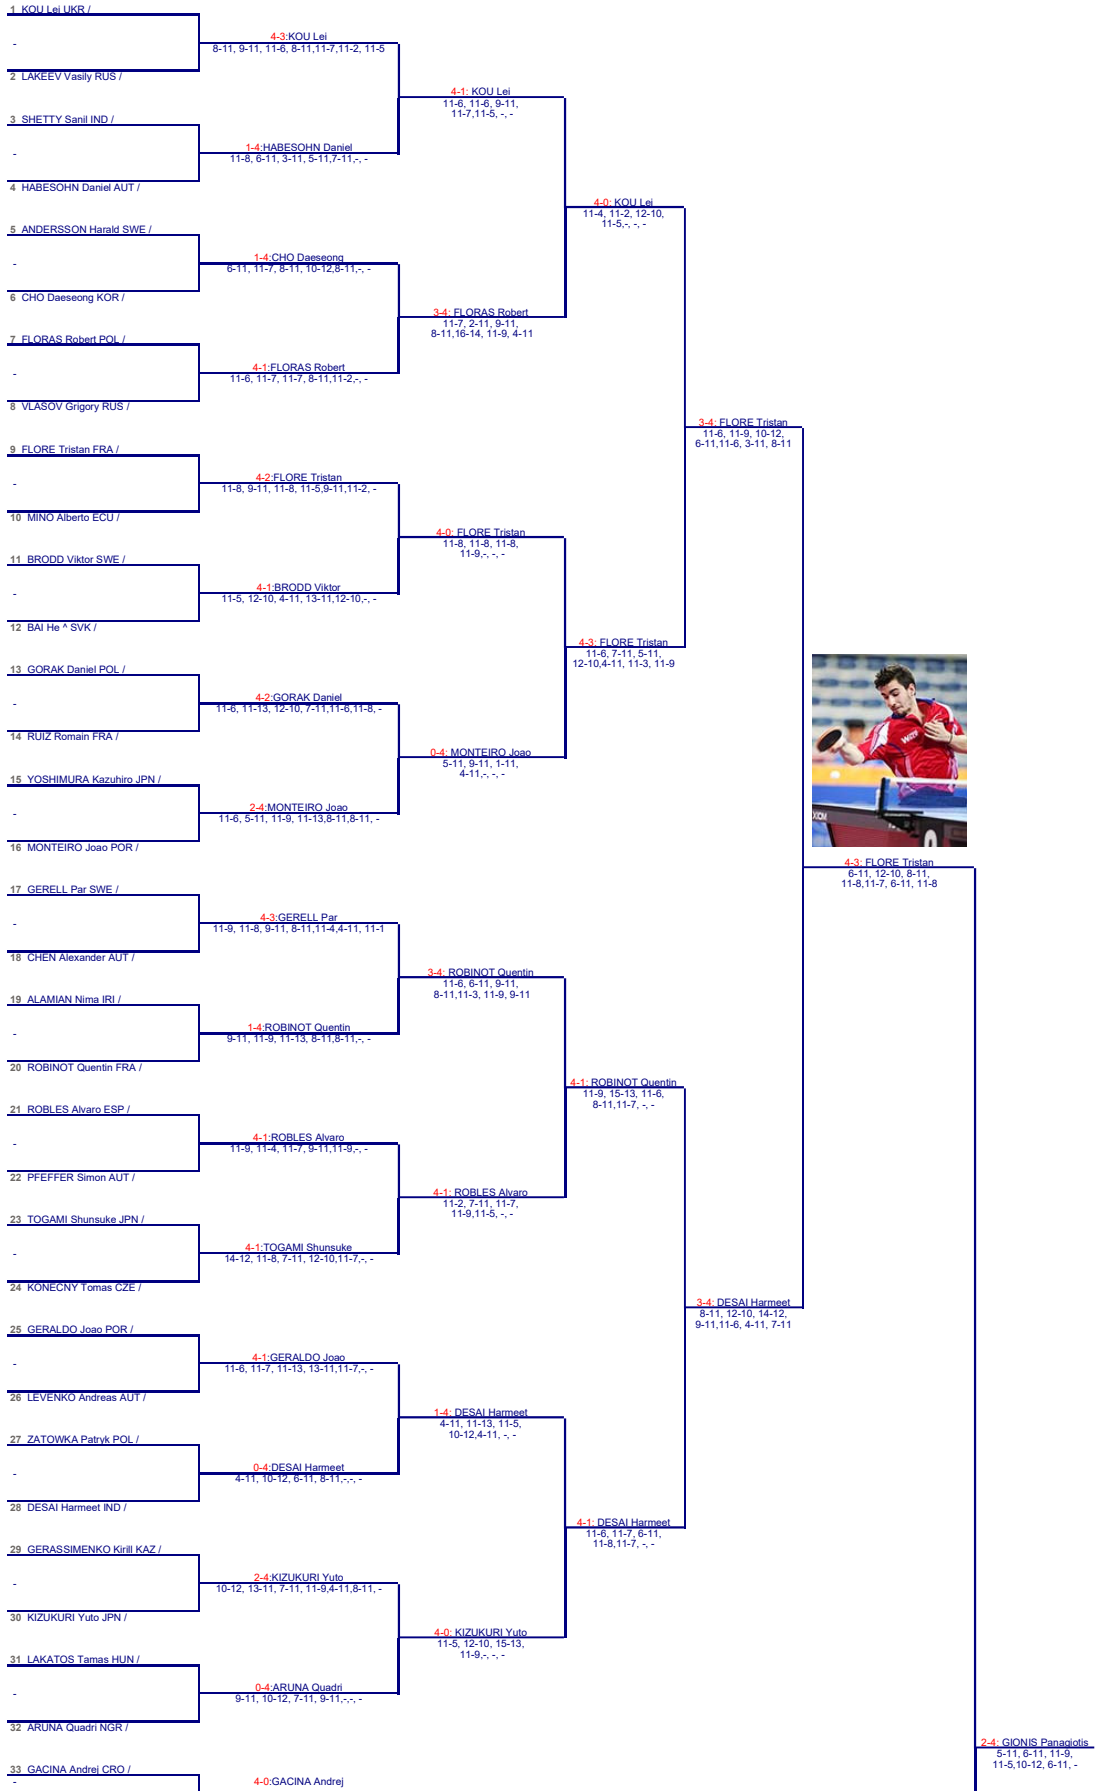 1 KOU Lei UKR /
4-3:KOU Lei
-
8-11, 9-11, 11-6, 8-11,11-7,11-2, 11-5
2 LAKEEV Vasily RUS /
4-1: KOU Lei
11-6, 11-6, 9-11,
11-7,11-5, -, -
3 SHETTY Sanil IND /
1-4:HABESOHN Daniel
-
11-8, 6-11, 3-11, 5-11,7-11,-, -
4 HABESOHN Daniel AUT /
4-0: KOU Lei
11-4, 11-2, 12-10,
11-5,-, -, -
5 ANDERSSON Harald SWE /
1-4:CHO Daeseong
-
6-11, 11-7, 8-11, 10-12,8-11,-, -
6 CHO Daeseong KOR /
3-4: FLORAS Robert
11-7, 2-11, 9-11,
8-11,16-14, 11-9, 4-11
7 FLORAS Robert POL /
4-1:FLORAS Robert
-
11-6, 11-7, 11-7, 8-11,11-2,-, -
8 VLASOV Grigory RUS /
3-4: FLORE Tristan
11-6, 11-9, 10-12,
6-11,11-6, 3-11, 8-11
9 FLORE Tristan FRA /
4-2:FLORE Tristan
-
11-8, 9-11, 11-8, 11-5,9-11,11-2, -
10 MINO Alberto ECU /
4-0: FLORE Tristan
11-8, 11-8, 11-8,
11-9,-, -, -
11 BRODD Viktor SWE /
4-1:BRODD Viktor
-
11-5, 12-10, 4-11, 13-11,12-10,-, -
12 BAI He ^ SVK /
4-3: FLORE Tristan
11-6, 7-11, 5-11,
12-10,4-11, 11-3, 11-9
13 GORAK Daniel POL /
4-2:GORAK Daniel
-
11-6, 11-13, 12-10, 7-11,11-6,11-8, -
14 RUIZ Romain FRA /
0-4: MONTEIRO Joao
5-11, 9-11, 1-11,
4-11,-, -, -
15 YOSHIMURA Kazuhiro JPN /
2-4:MONTEIRO Joao
-
11-6, 5-11, 11-9, 11-13,8-11,8-11, -
16 MONTEIRO Joao POR /
4-3: FLORE Tristan
6-11, 12-10, 8-11,
11-8,11-7, 6-11, 11-8
17 GERELL Par SWE /
4-3:GERELL Par
-
11-9, 11-8, 9-11, 8-11,11-4,4-11, 11-1
18 CHEN Alexander AUT /
3-4: ROBINOT Quentin
11-6, 6-11, 9-11,
8-11,11-3, 11-9, 9-11
19 ALAMIAN Nima IRI /
1-4:ROBINOT Quentin
-
9-11, 11-9, 11-13, 8-11,8-11,-, -
20 ROBINOT Quentin FRA /
4-1: ROBINOT Quentin
11-9, 15-13, 11-6,
8-11,11-7, -, -
21 ROBLES Alvaro ESP /
4-1:ROBLES Alvaro
-
11-9, 11-4, 11-7, 9-11,11-9,-, -
22 PFEFFER Simon AUT /
4-1: ROBLES Alvaro
11-2, 7-11, 11-7,
11-9,11-5, -, -
23 TOGAMI Shunsuke JPN /
4-1:TOGAMI Shunsuke
-
14-12, 11-8, 7-11, 12-10,11-7,-, -
24 KONECNY Tomas CZE /
3-4: DESAI Harmeet
8-11, 12-10, 14-12,
9-11,11-6, 4-11, 7-11
25 GERALDO Joao POR /
4-1:GERALDO Joao
-
11-6, 11-7, 11-13, 13-11,11-7,-, -
26 LEVENKO Andreas AUT /
1-4: DESAI Harmeet
4-11, 11-13, 11-5,
10-12,4-11, -, -
27 ZATOWKA Patryk POL /
0-4:DESAI Harmeet
-
4-11, 10-12, 6-11, 8-11,-,-, -
28 DESAI Harmeet IND /
4-1: DESAI Harmeet
11-6, 11-7, 6-11,
11-8,11-7, -, -
29 GERASSIMENKO Kirill KAZ /
2-4:KIZUKURI Yuto
-
10-12, 13-11, 7-11, 11-9,4-11,8-11, -
30 KIZUKURI Yuto JPN /
4-0: KIZUKURI Yuto
11-5, 12-10, 15-13,
11-9,-, -, -
31 LAKATOS Tamas HUN /
0-4:ARUNA Quadri
-
9-11, 10-12, 7-11, 9-11,-,-, -
32 ARUNA Quadri NGR /
2-4: GIONIS Panagiotis
5-11, 6-11, 11-9,
11-5,10-12, 6-11, -
33 GACINA Andrej CRO /
4-0:GACINA Andrej
-